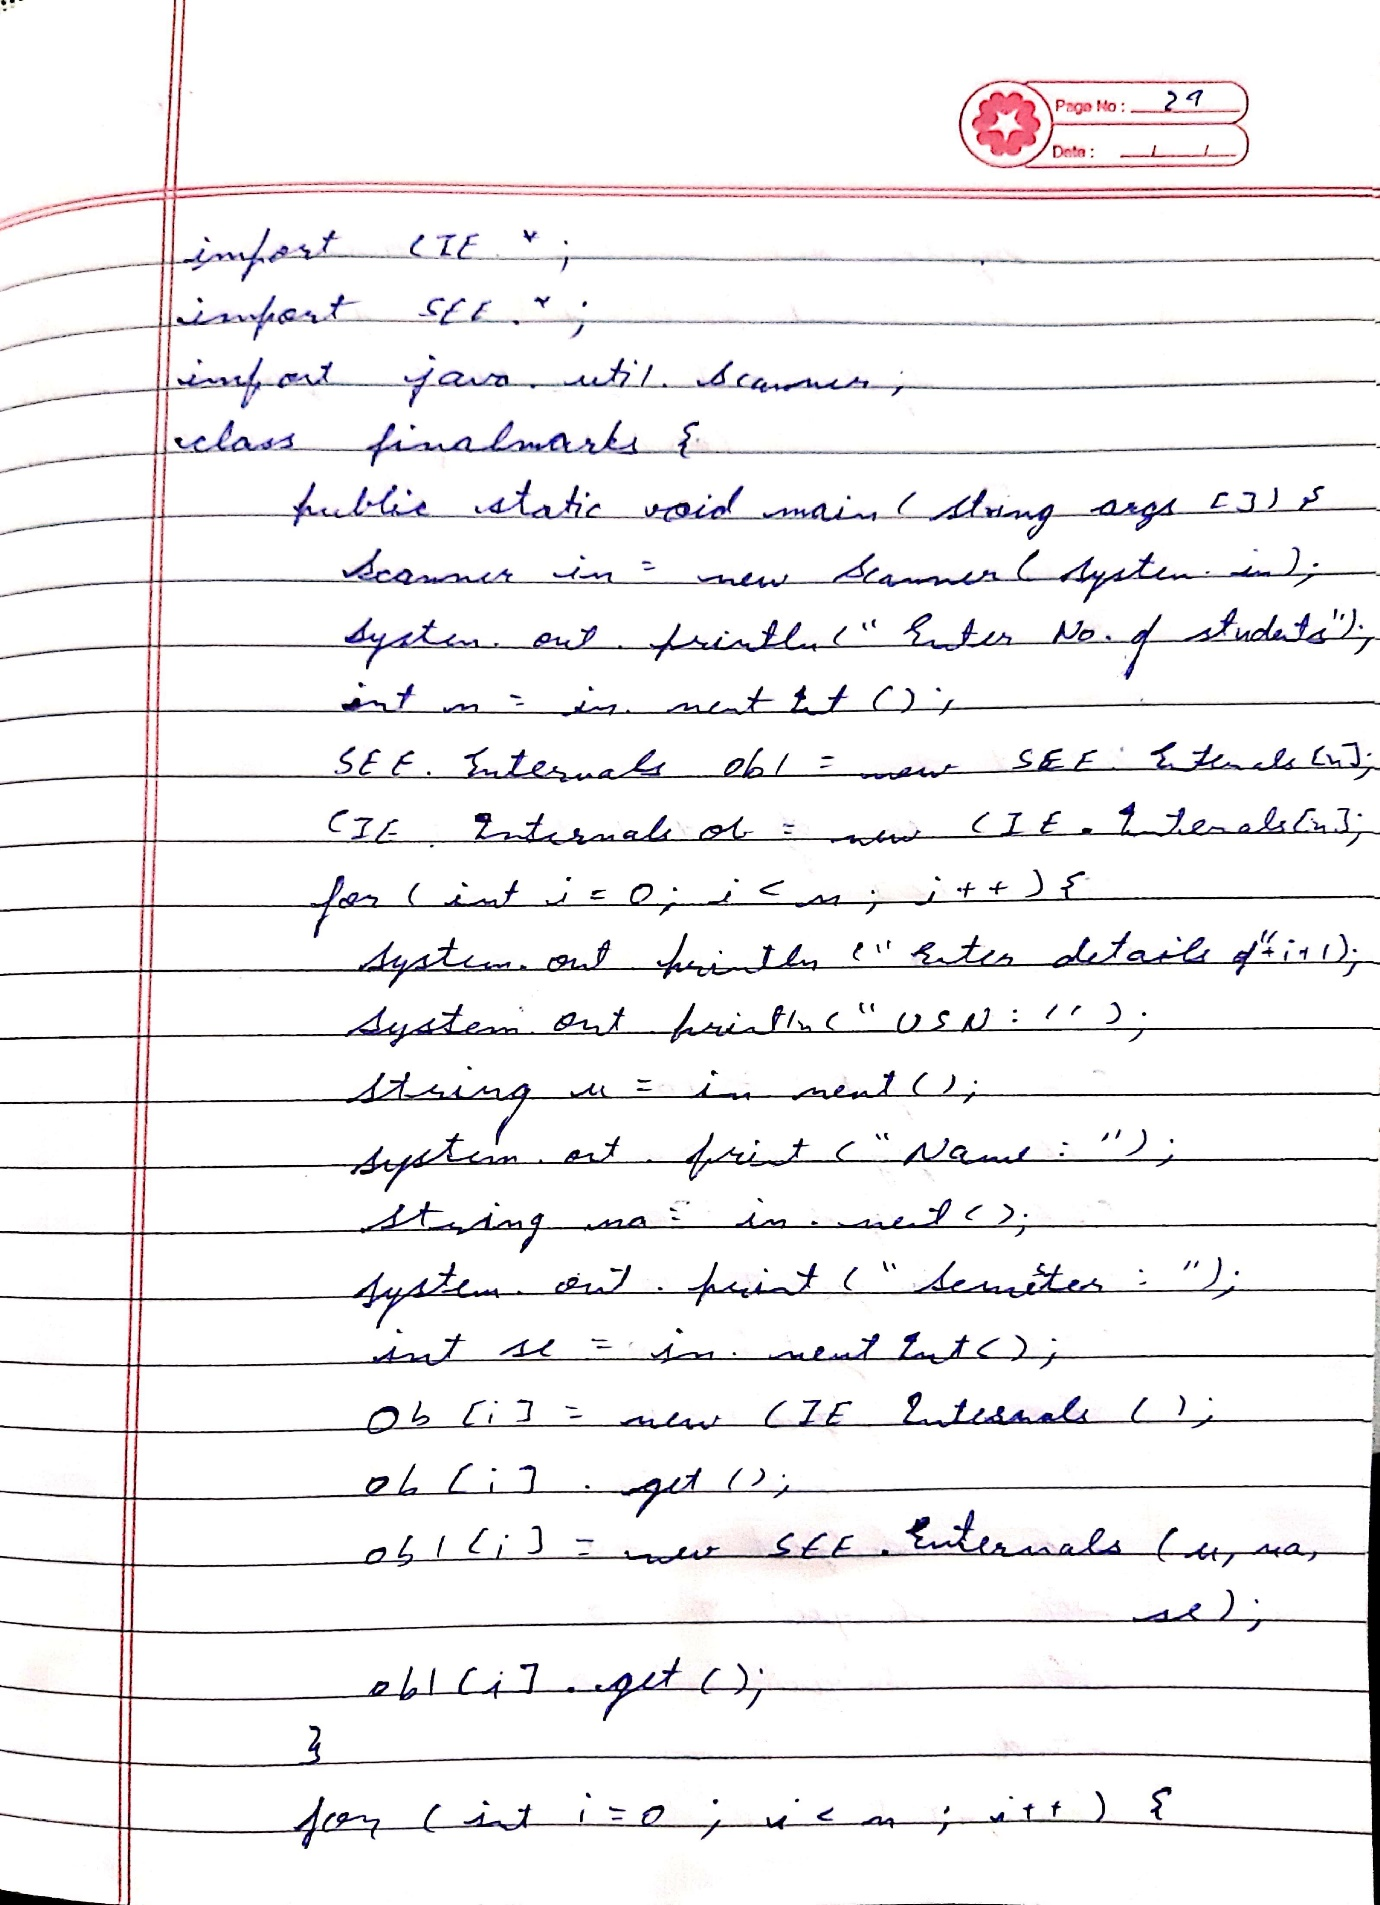 Page No: 29
Date:
import CIE.*;
import SEE.*;
import java.util.Scanner;
class finalmarks {
public static void main(String args[]) {
Scanner in = new Scanner(System.in);
System.out.println("Enter No. of students");
int n = in.nextInt();
SEE.Externals ob1 = new SEE.Externals[n];
CIE.Internals ob = new CIE.Internals[n];
for (int i=0; i<n; i++){
System.out println ("Enter details of"+i+1);
System out println("USN: ");
String u = in next();
System.out.print("Name: ");
String na = in.next();
System.out.print("Semester: ");
int se = in.nextInt();
ob[i] = new CIE Internals();
ob[i].get();
ob1[i] = new SEE.Externals (u, na,
se);
ob1[i].get();
}
for (int i=0; i<n; i++) {